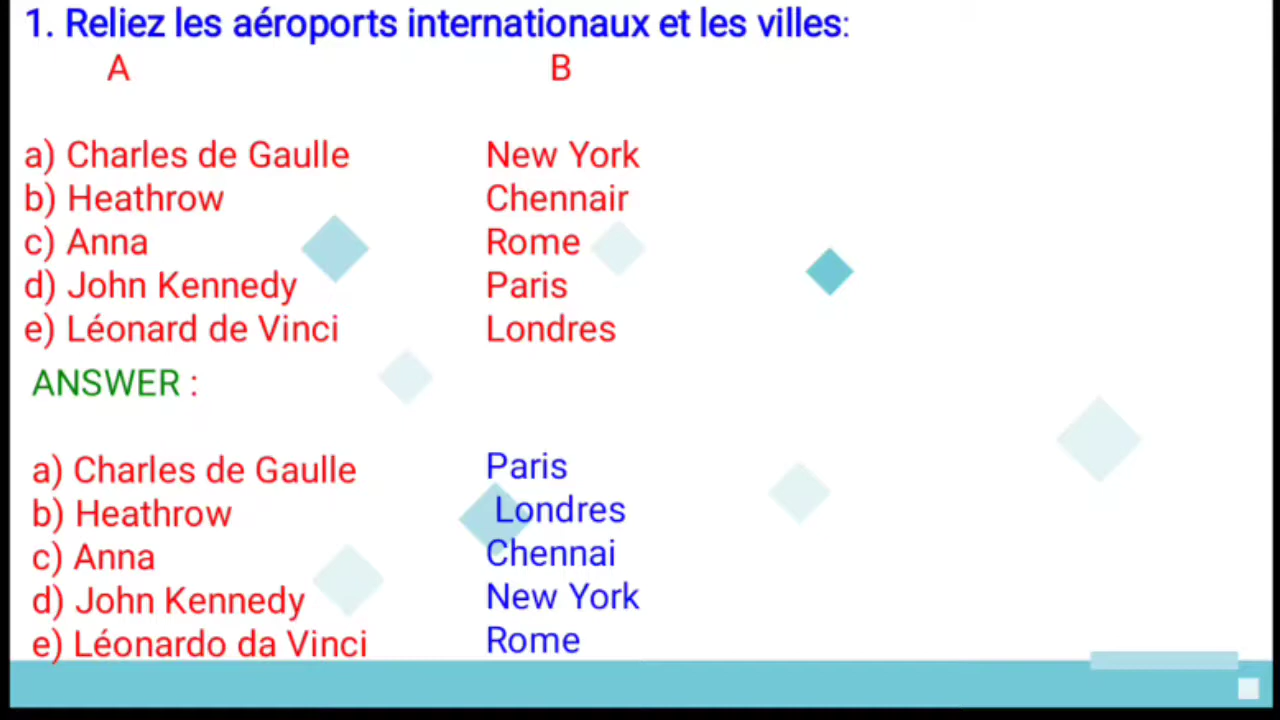 1. Reliez les aéroports internationaux et les villes:
A B
a) Charles de Gaulle New York
b) Heathrow Chennair
c) Anna Rome
d) John Kennedy Paris
e) Léonard de Vinci Londres
ANSWER :
a) Charles de Gaulle Paris
b) Heathrow Londres
c) Anna Chennai
d) John Kennedy New York
e) Léonardo da Vinci Rome